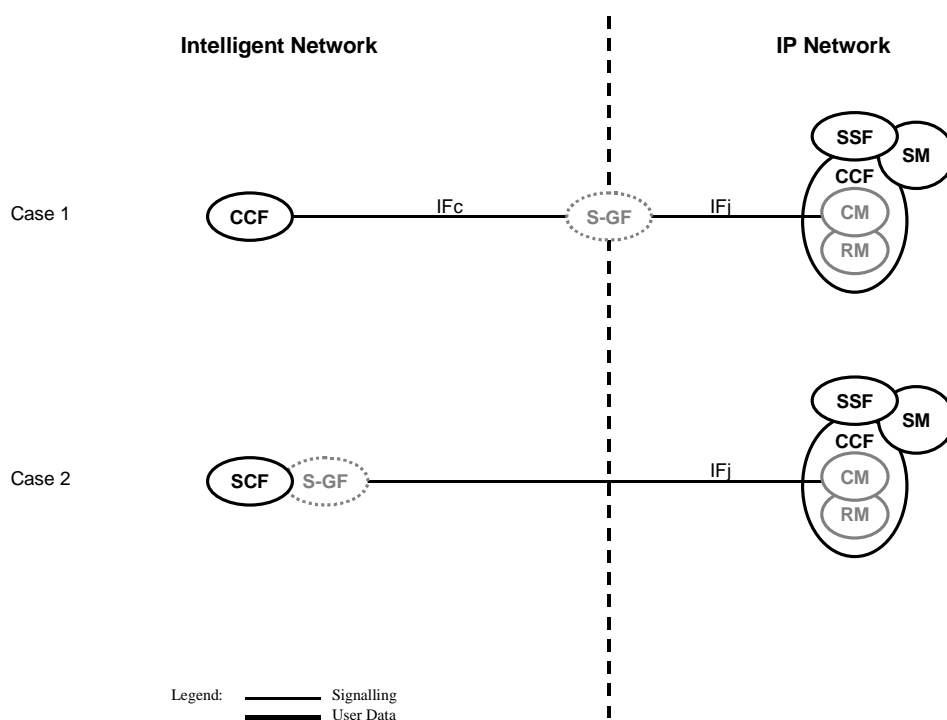 Intelligent Network
IP Network
SSF
SM
CCF
Case 1
CCF
IFc
S-GF
IFj
CM
RM
SSF
SM
CCF
Case 2
SCF
S-GF
IFj
CM
RM
Legend:
Signalling
User Data